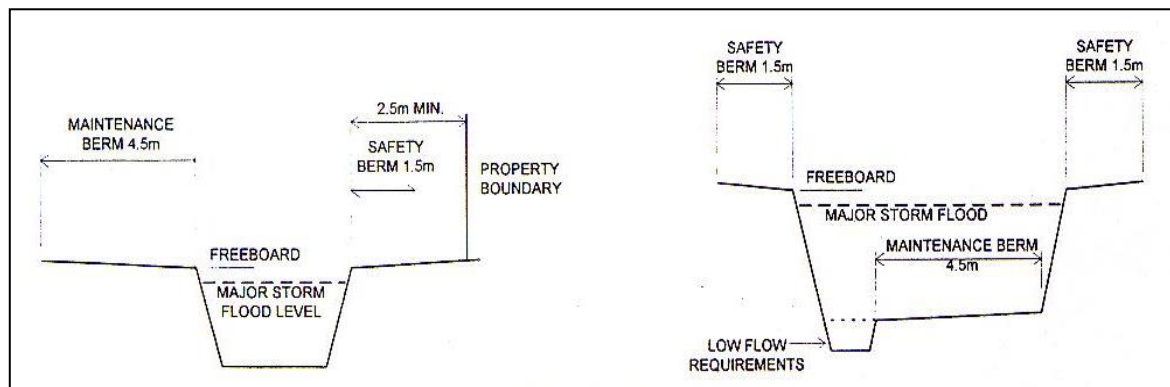 MAINTENANCE
BERM 4.5m
2.5m MIN.
SAFETY
BERM 1.5m
PROPERTY
BOUNDARY
FREEBOARD
MAJOR STORM
FLOOD LEVEL
SAFETY
BERM 1.5m
SAFETY
BERM 1.5m
FREEBOARD
MAJOR STORM FLOOD
MAINTENANCE BERM
4.5m
LOW FLOW
REQUIREMENTS